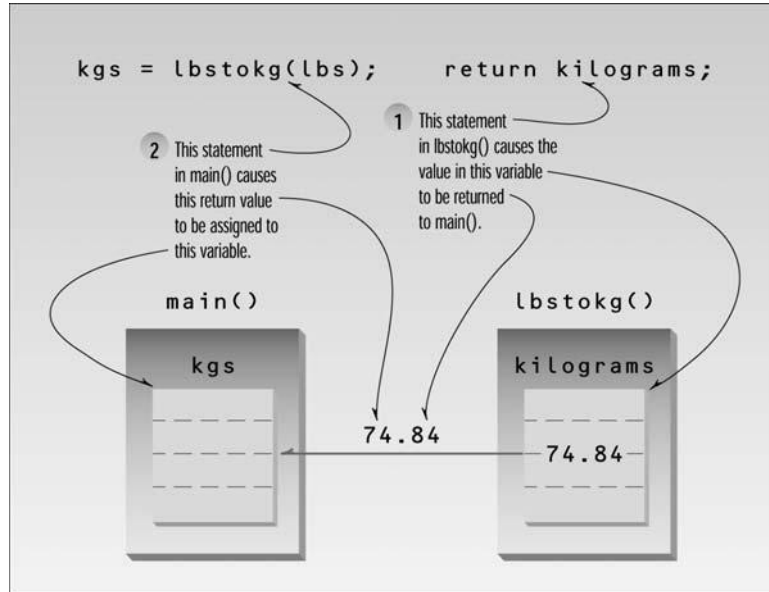 kgs = lbstokg(lbs);
return kilograms;
1 This statement
in lbstokg() causes the
value in this variable
to be returned
to main().
2 This statement
in main() causes
this return value
to be assigned to
this variable.
main()
lbstokg()
kgs
kilograms
74.84
74.84